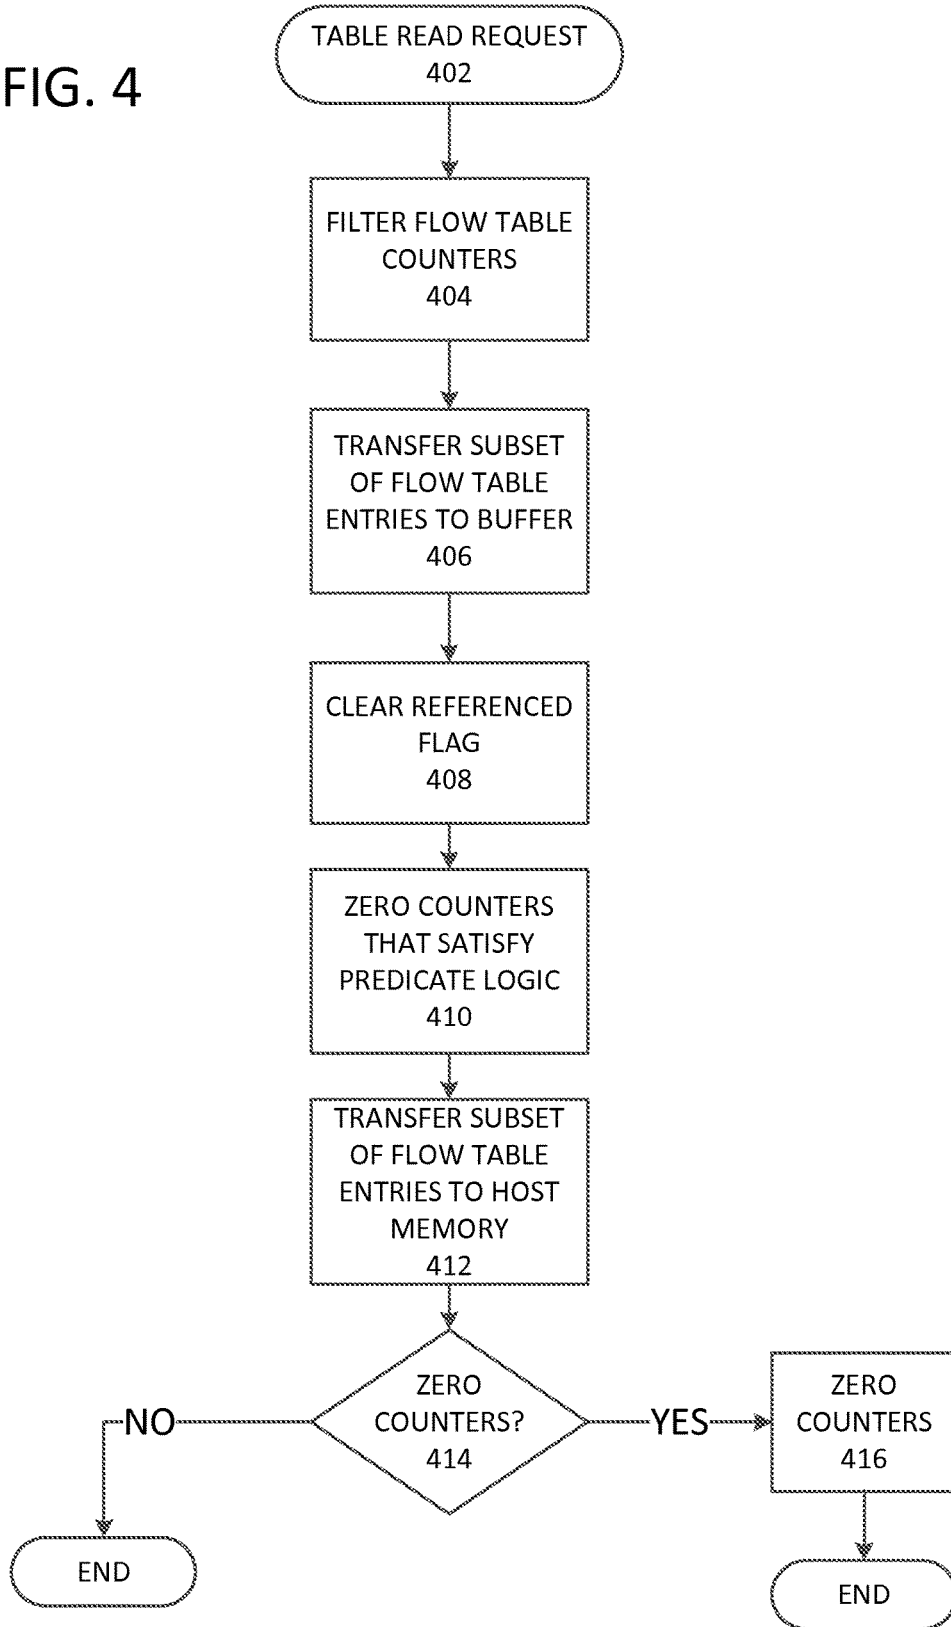 FIG. 4
TABLE READ REQUEST
402
FILTER FLOW TABLE
COUNTERS
404
TRANSFER SUBSET
OF FLOW TABLE
ENTRIES TO BUFFER
406
CLEAR REFERENCED
FLAG
408
ZERO COUNTERS
THAT SATISFY
PREDICATE LOGIC
410
TRANSFER SUBSET
OF FLOW TABLE
ENTRIES TO HOST
MEMORY
412
ZERO
COUNTERS?
414
NO
YES
ZERO
COUNTERS
416
END
END